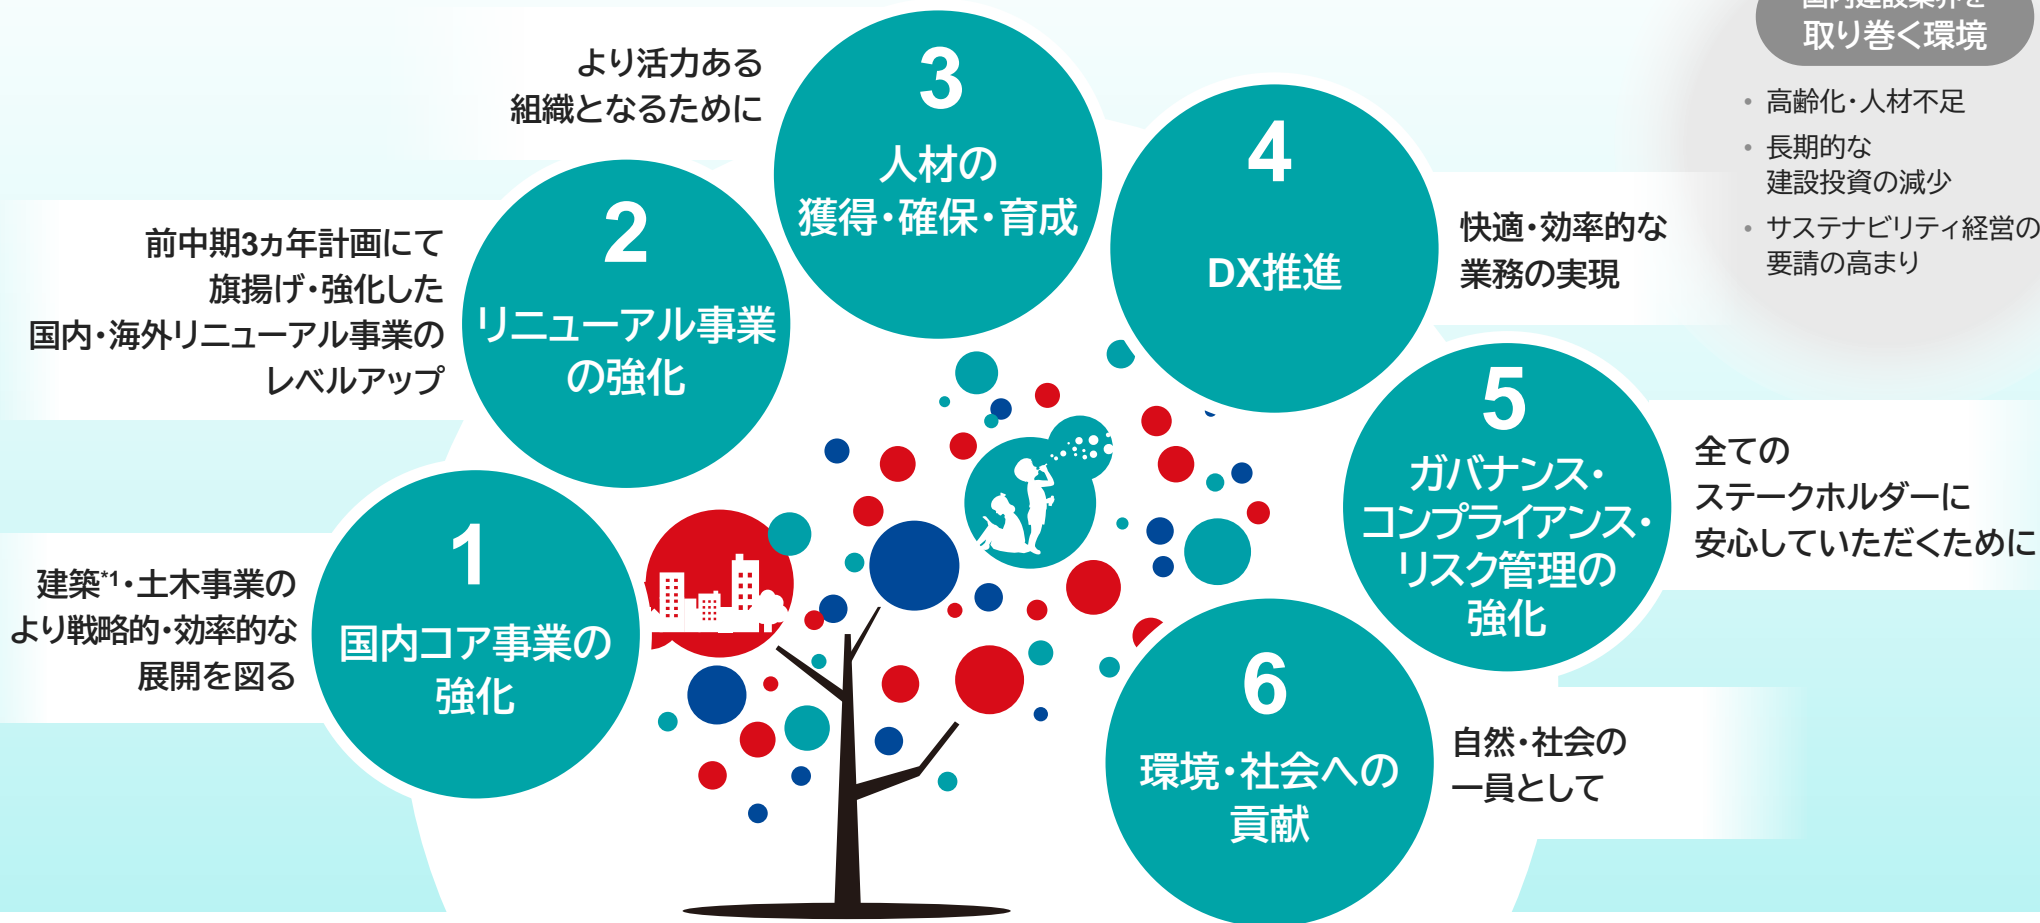 1
国内コア事業の
強化
建築*1・土木事業の
より戦略的・効率的な
展開を図る
2
リニューアル事業
の強化
前中期3ヵ年計画にて
旗揚げ・強化した
国内・海外リニューアル事業の
レベルアップ
3
人材の
獲得・確保・育成
より活力ある
組織となるために
4
DX推進
快適・効率的な
業務の実現
5
ガバナンス・
コンプライアンス・
リスク管理の
強化
全ての
ステークホルダーに
安心していただくために
6
環境・社会への
貢献
自然・社会の
一員として
国内建設業界を
取り巻く環境
• 高齢化・人材不足
• 長期的な
建設投資の減少
• サステナビリティ経営の
要請の高まり